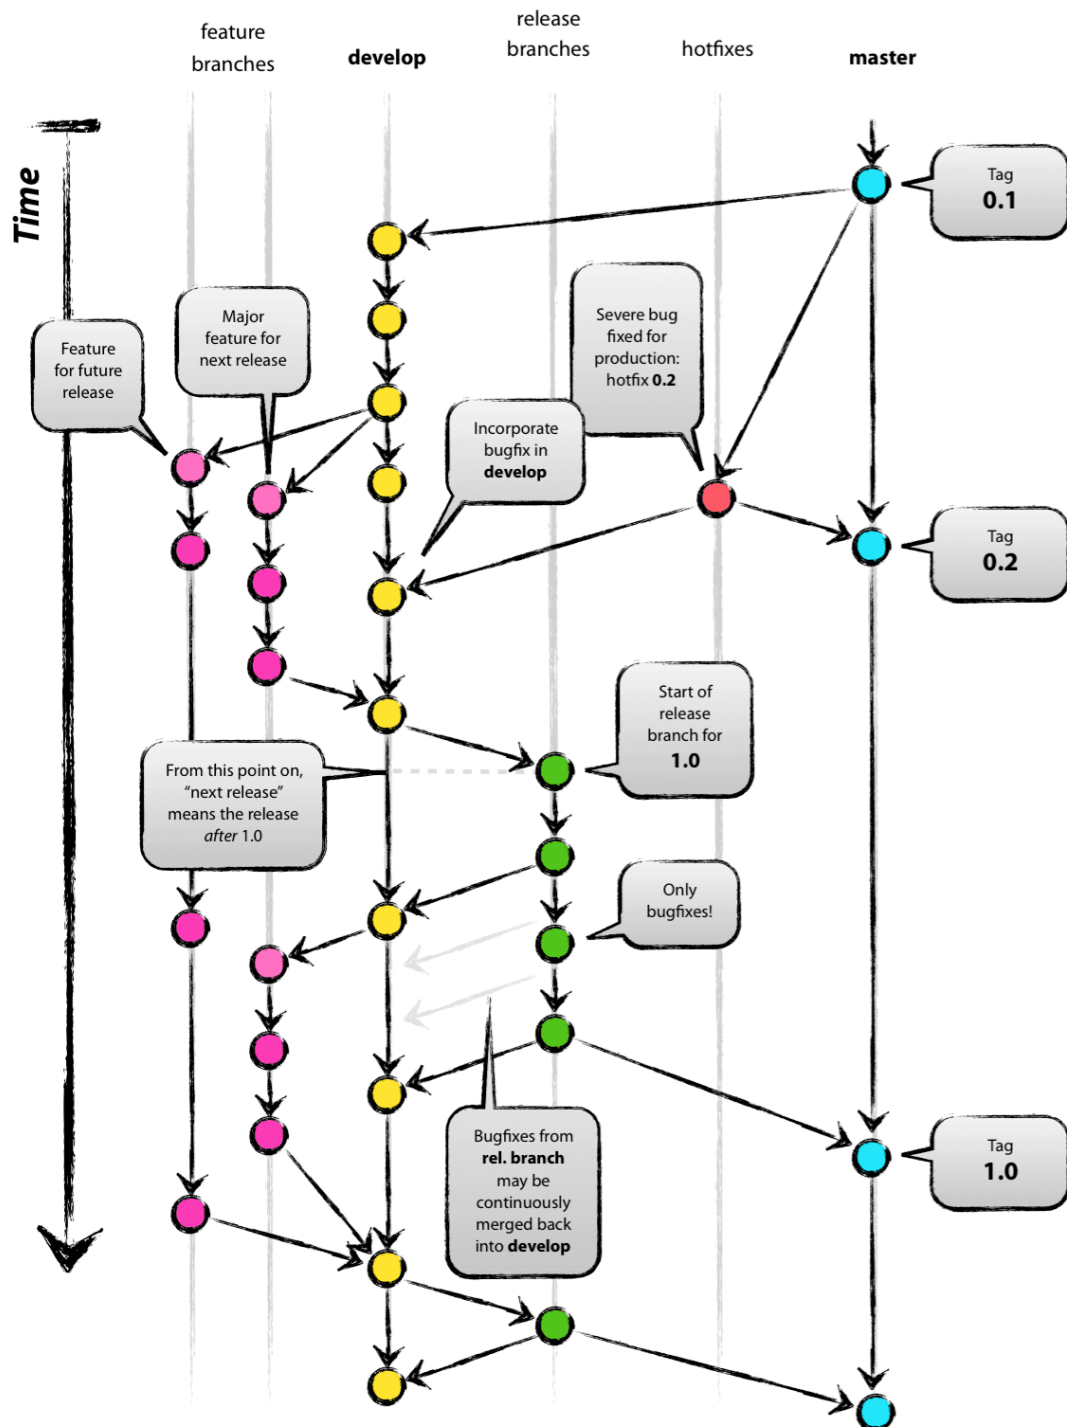 feature
branches
develop
release
branches
hotfixes
master
Time
Tag
0.1
Severe bug
fixed for
production:
hotfix 0.2
Major
feature for
next release
Feature
for future
release
Incorporate
bugfix in
develop
Tag
0.2
Start of
release
branch for
1.0
From this point on,
“next release”
means the release
after 1.0
Only
bugfixes!
Bugfixes from
rel. branch
may be
continuously
merged back
into develop
Tag
1.0